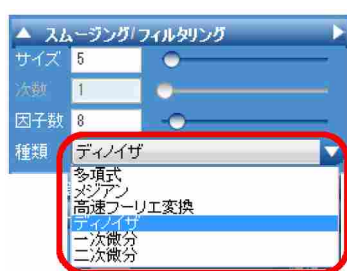 スムージング/フィルタリング
サイズ 5
次数 1
因子数 8
種類 ディノイザ
多項式
メジアン
高速フーリエ変換
ディノイザ
一次微分
二次微分